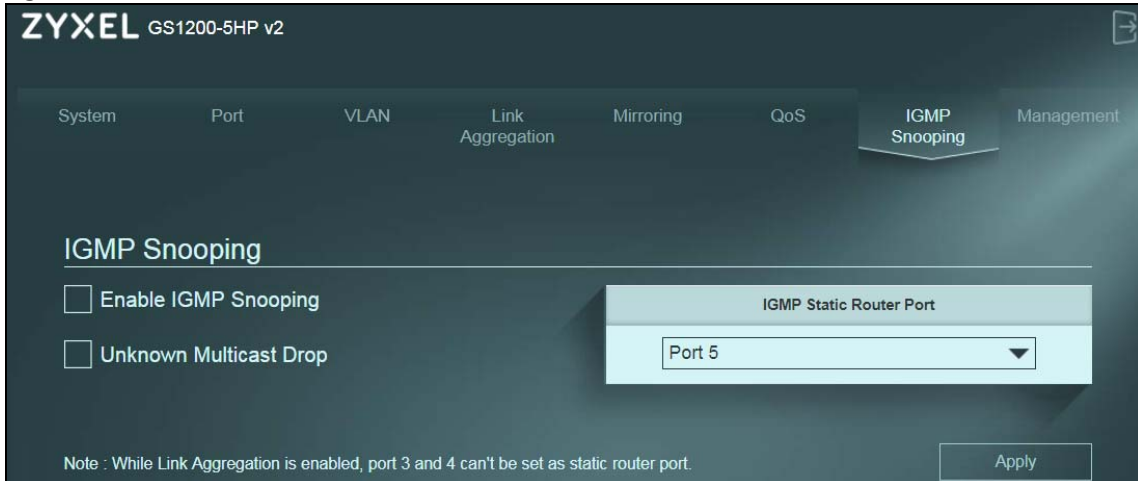 ZYXEL GS1200-5HP v2
System
Port
VLAN
Link
Aggregation
Mirroring
QoS
IGMP
Snooping
Management
IGMP Snooping
Enable IGMP Snooping
Unknown Multicast Drop
IGMP Static Router Port
Port 5
Note : While Link Aggregation is enabled, port 3 and 4 can't be set as static router port.
Apply